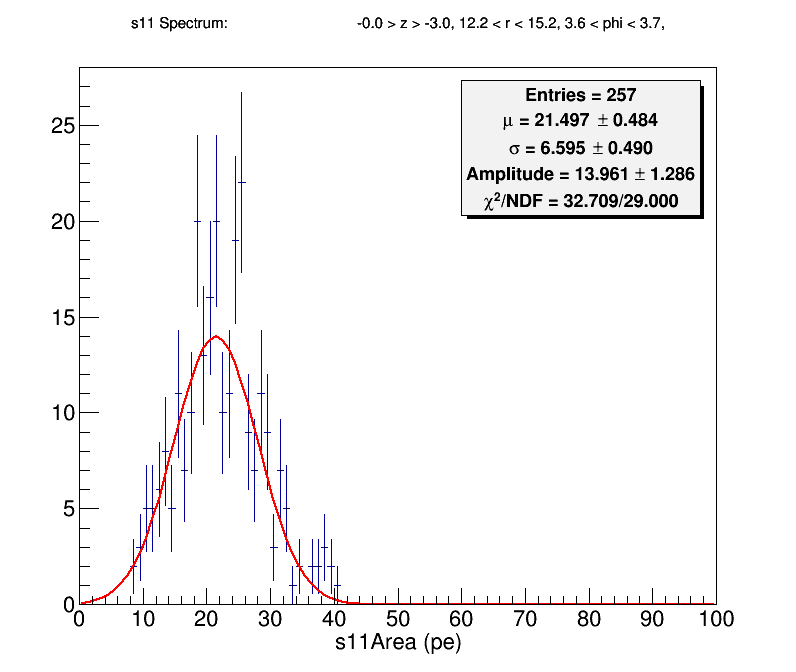 s11 Spectrum: -0.0 > z > -3.0, 12.2 < r < 15.2, 3.6 < phi < 3.7,
Entries = 257
μ = 21.497 ± 0.484
σ = 6.595 ± 0.490
Amplitude = 13.961 ± 1.286
χ²/NDF = 32.709/29.000
25
20
15
10
5
0
0 10 20 30 40 50 60 70 80 90 100
s11Area (pe)